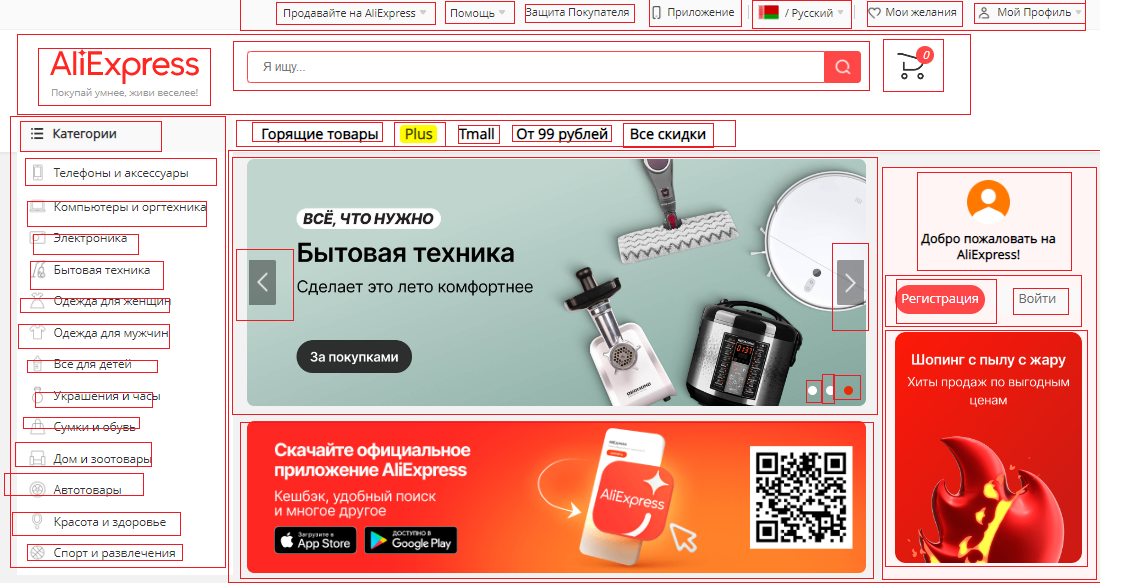 Продавайте на AliExpress
Помощь
Защита Покупателя
Приложение
/ Русский
Мои желания
Мой Профиль
AliExpress
Покупай умнее, живи веселее!
Я ищу...
0
Категории
Горящие товары
Plus
Tmall
От 99 рублей
Все скидки
Телефоны и аксессуары
Компьютеры и оргтехника
Электроника
Бытовая техника
Одежда для женщин
Одежда для мужчин
Все для детей
Украшения и часы
Сумки и обувь
Дом и зоотовары
Автотовары
Красота и здоровье
Спорт и развлечения
ВСЁ, ЧТО НУЖНО
Бытовая техника
Сделает это лето комфортнее
За покупками
Добро пожаловать на
AliExpress!
Регистрация
Войти
Шопинг с пылу с жару
Хиты продаж по выгодным
ценам
Скачайте официальное
приложение AliExpress
Кешбэк, удобный поиск
и многое другое
Загрузите в
App Store
ДОСТУПНО В
Google Play
AliExpress